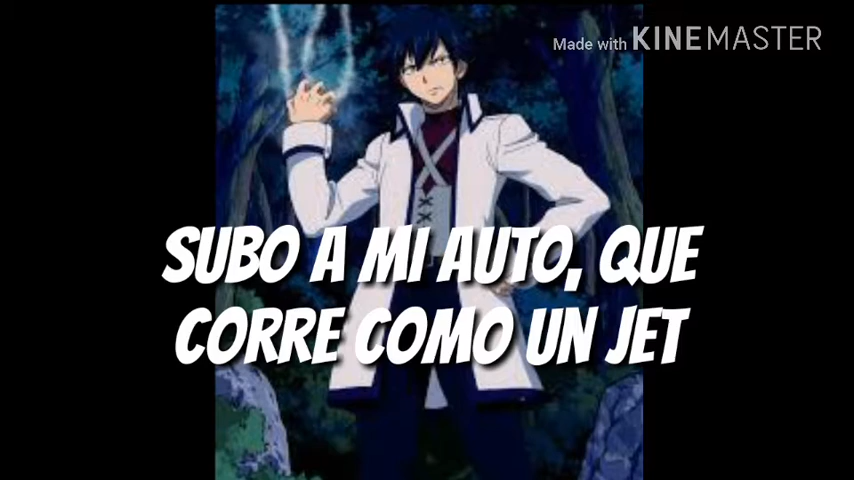 Made with KINEMASTER
SUBO A MI AUTO, QUE
CORRE COMO UN JET